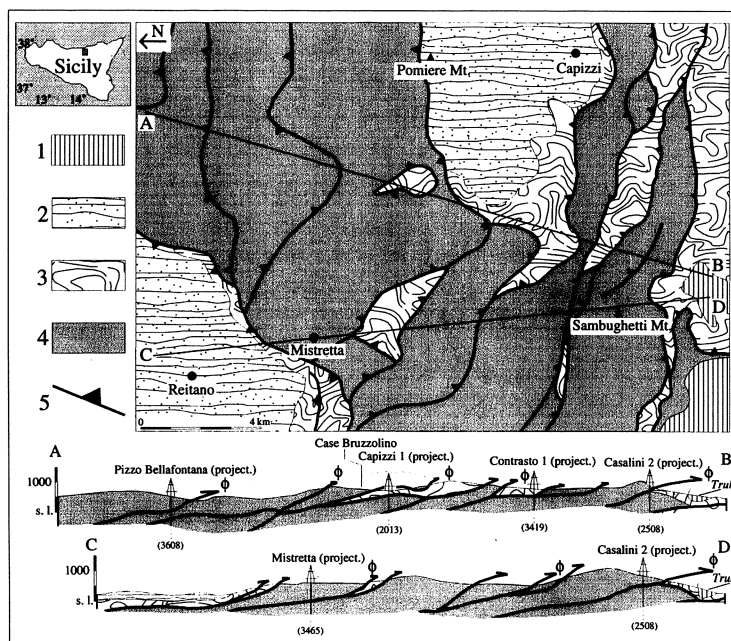 N
38°
Sicily
37°
13° 14°
1
2
3
4
5
Pomiere Mt.
Capizzi
A
B
D
C
Mistretta
Sambughetti Mt.
Reitano
0 4 km
A
B
1000
s. l.
Pizzo Bellafontana (project.)
Case Bruzzolino
Capizzi 1 (project.)
Contrasto 1 (project.)
Casalini 2 (project.)
ϕ
ϕ
ϕ
ϕ
ϕ
(3608)
(2013)
(3419)
(2508)
C
D
1000
s. l.
Mistretta (project.)
Casalini 2 (project.)
ϕ
ϕ
ϕ
ϕ
(3465)
(2508)